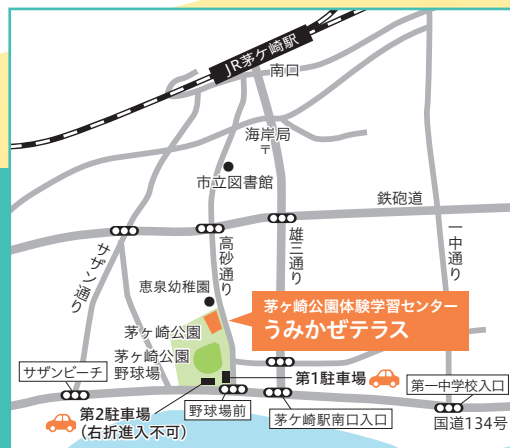 JR茅ケ崎駅
南口
海岸局
〒
市立図書館
鉄砲道
サザン通り
高砂通り
雄三通り
一中通り
恵泉幼稚園
茅ヶ崎公園体験学習センター
うみかぜテラス
茅ケ崎公園
茅ケ崎公園
野球場
サザンビーチ
第1駐車場
第一中学校入口
第2駐車場
(右折進入不可)
野球場前
茅ケ崎駅南口入口
国道134号